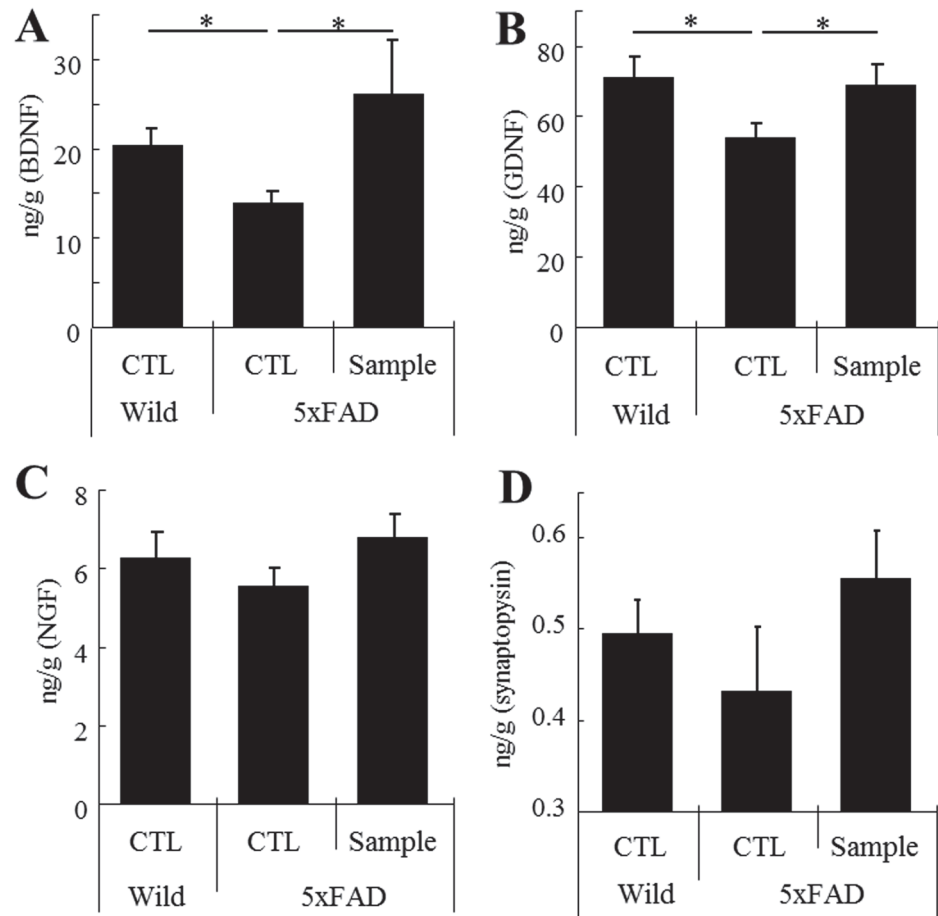 A
* *
30
20
10
0
ng/g (BDNF)
CTL CTL Sample
Wild 5xFAD
B
* *
80
60
40
20
0
ng/g (GDNF)
CTL CTL Sample
Wild 5xFAD
C
8
6
4
2
0
ng/g (NGF)
CTL CTL Sample
Wild 5xFAD
D
0.6
0.5
0.4
0.3
ng/g (synaptopysin)
CTL CTL Sample
Wild 5xFAD